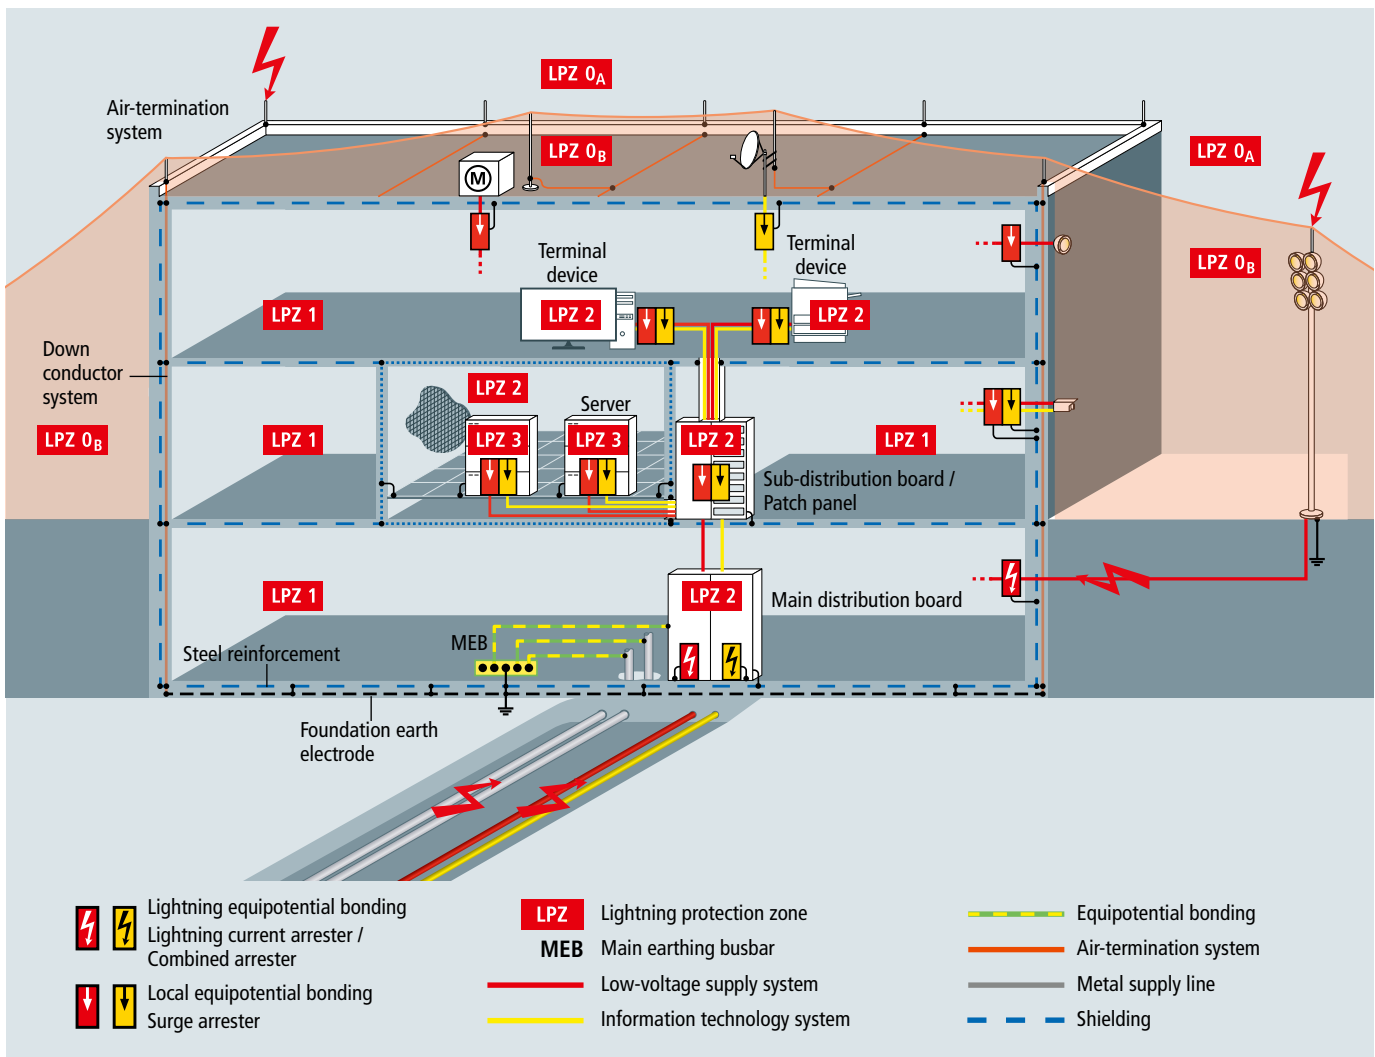 LPZ 0A
Air-termination
system
LPZ 0B
LPZ 0A
M
Terminal
device
Terminal
device
LPZ 0B
LPZ 1
LPZ 2
LPZ 2
Down
conductor
system
LPZ 2
Server
LPZ 0B
LPZ 1
LPZ 3
LPZ 3
LPZ 2
LPZ 1
Sub-distribution board /
Patch panel
LPZ 1
LPZ 2
Main distribution board
MEB
Steel reinforcement
Foundation earth
electrode
Lightning equipotential bonding
Lightning current arrester /
Combined arrester
Local equipotential bonding
Surge arrester
LPZ Lightning protection zone
MEB Main earthing busbar
Low-voltage supply system
Information technology system
Equipotential bonding
Air-termination system
Metal supply line
Shielding